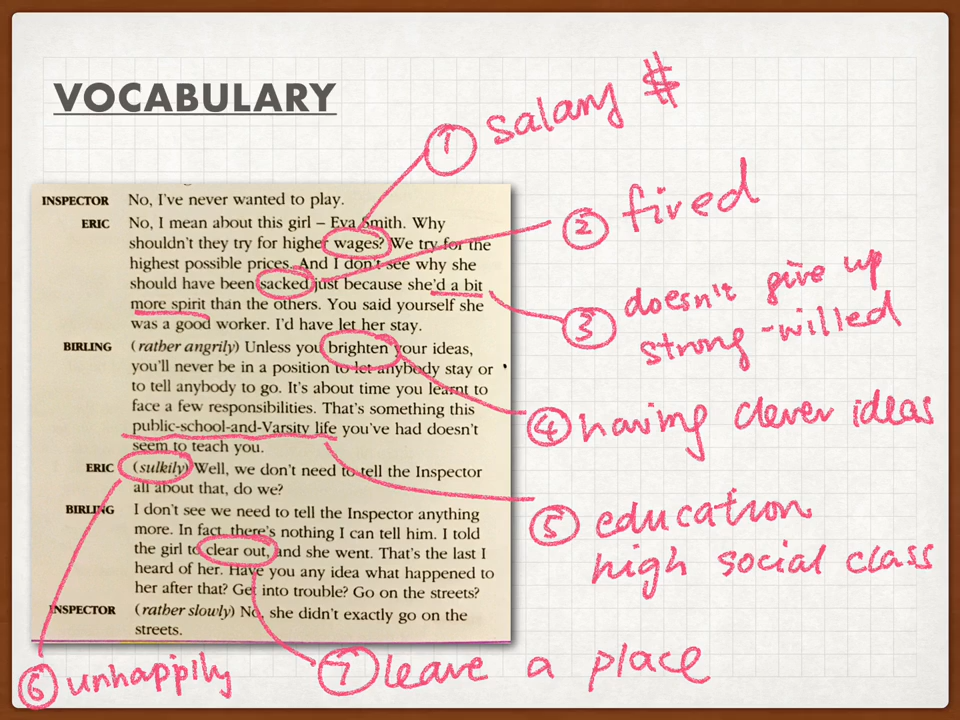 VOCABULARY
① salary $
INSPECTOR No, I've never wanted to play.
ERIC No, I mean about this girl – Eva Smith. Why
shouldn't they try for higher wages? We try for the
highest possible prices. And I don't see why she
should have been sacked just because she'd a bit
more spirit than the others. You said yourself she
was a good worker. I'd have let her stay.
BIRLING (rather angrily) Unless you brighten your ideas,
you'll never be in a position to let anybody stay or
to tell anybody to go. It's about time you learnt to
face a few responsibilities. That's something this
public-school-and-Varsity life you've had doesn't
seem to teach you.
ERIC (sulkily) Well, we don't need to tell the Inspector
all about that, do we?
BIRLING I don't see we need to tell the Inspector anything
more. In fact, there's nothing I can tell him. I told
the girl to clear out, and she went. That's the last I
heard of her. Have you any idea what happened to
her after that? Get into trouble? Go on the streets?
INSPECTOR (rather slowly) No, she didn't exactly go on the
streets.
② fired
③ doesn't give up
strong-willed
④ having clever ideas
⑤ education
high social class
⑥ unhappily
⑦ leave a place